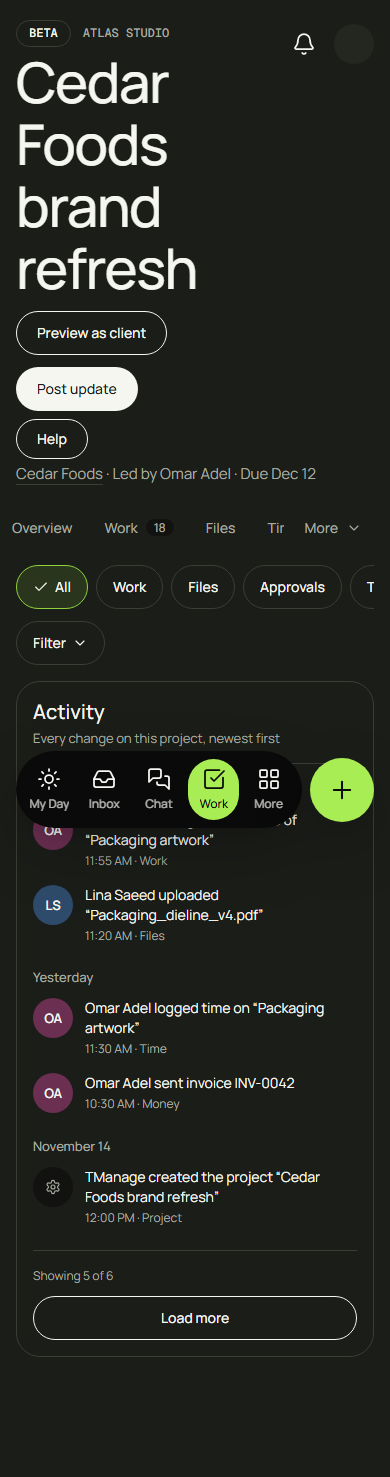 BETA ATLAS STUDIO
Cedar
Foods
brand
refresh
Preview as client
Post update
Help
Cedar Foods · Led by Omar Adel · Due Dec 12
Overview Work 18 Files Tir More
All Work Files Approvals T
Filter
Activity
Every change on this project, newest first
My Day Inbox Chat Work More
OA of
“Packaging artwork”
11:55 AM · Work
LS Lina Saeed uploaded
“Packaging_dieline_v4.pdf”
11:20 AM · Files
Yesterday
OA Omar Adel logged time on “Packaging
artwork”
11:30 AM · Time
OA Omar Adel sent invoice INV-0042
10:30 AM · Money
November 14
TManage created the project “Cedar
Foods brand refresh”
12:00 PM · Project
Showing 5 of 6
Load more